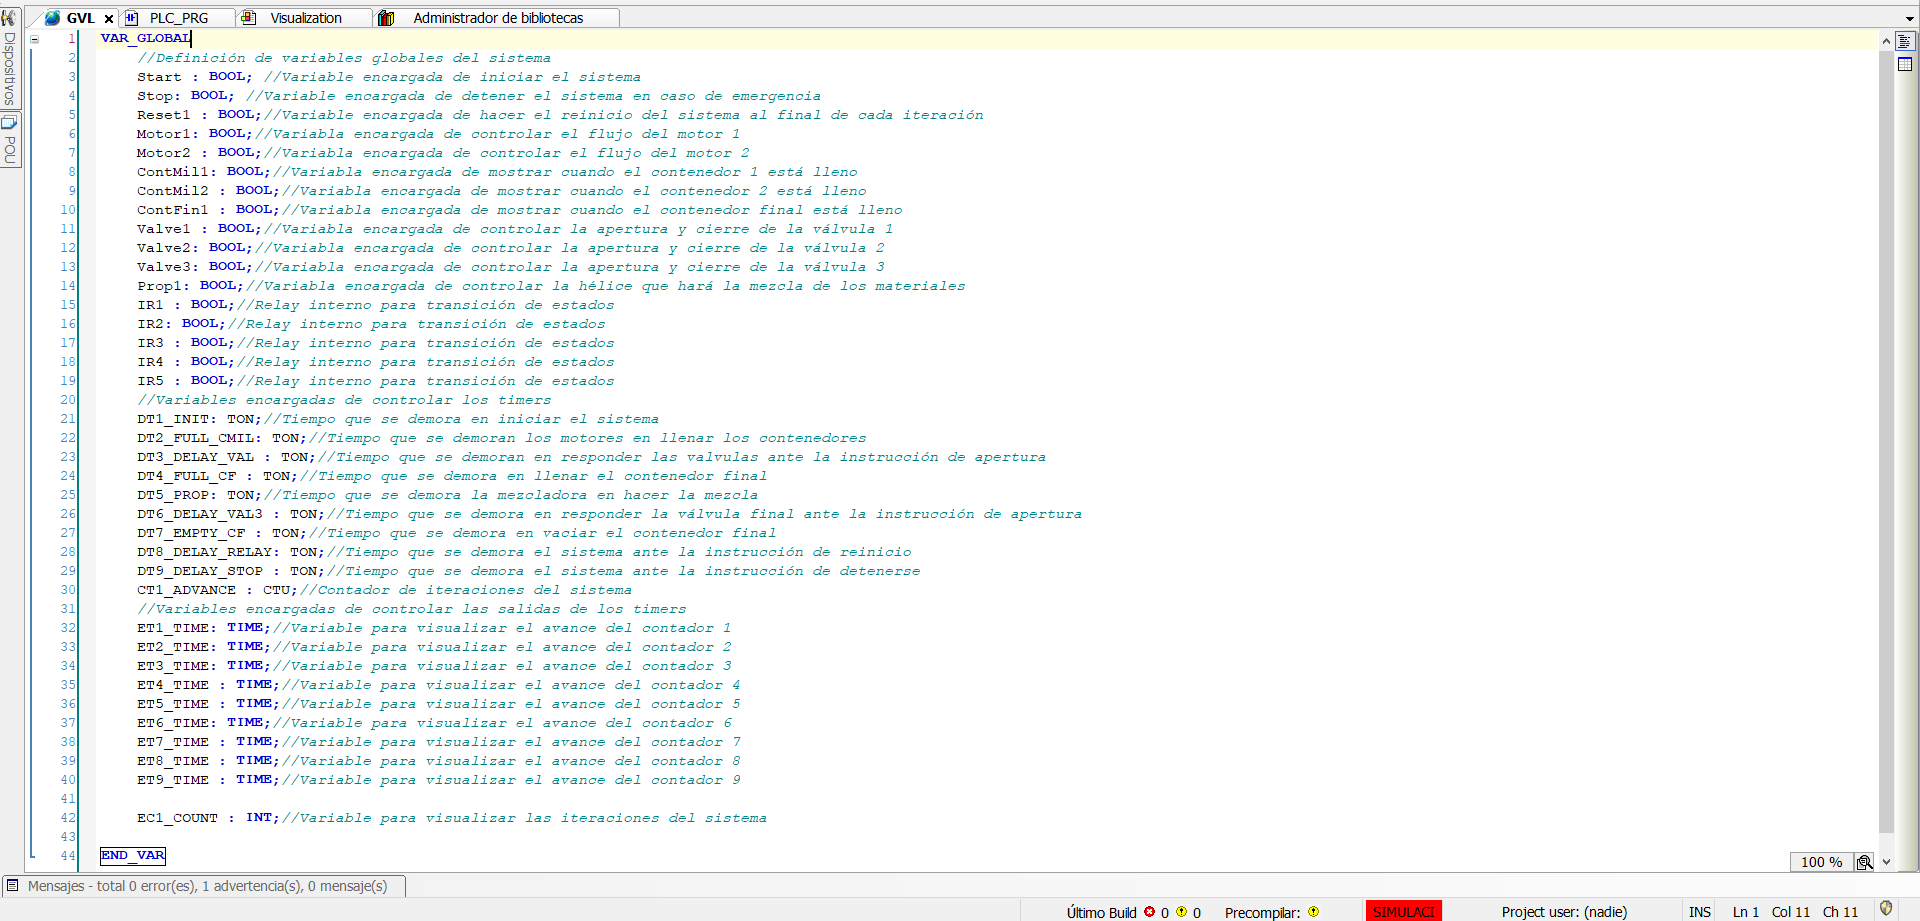 GVL PLC_PRG Visualization Administrador de bibliotecas
Dispositivos
POU
1 VAR_GLOBAL
2 //Definición de variables globales del sistema
3 Start : BOOL; //Variable encargada de iniciar el sistema
4 Stop: BOOL; //Variable encargada de detener el sistema en caso de emergencia
5 Reset1 : BOOL;//Variable encargada de hacer el reinicio del sistema al final de cada iteración
6 Motor1: BOOL;//Variabla encargada de controlar el flujo del motor 1
7 Motor2 : BOOL;//Variabla encargada de controlar el flujo del motor 2
8 ContMil1: BOOL;//Variabla encargada de mostrar cuando el contenedor 1 está lleno
9 ContMil2 : BOOL;//Variabla encargada de mostrar cuando el contenedor 2 está lleno
10 ContFin1 : BOOL;//Variabla encargada de mostrar cuando el contenedor final está lleno
11 Valve1 : BOOL;//Variabla encargada de controlar la apertura y cierre de la válvula 1
12 Valve2: BOOL;//Variabla encargada de controlar la apertura y cierre de la válvula 2
13 Valve3: BOOL;//Variabla encargada de controlar la apertura y cierre de la válvula 3
14 Prop1: BOOL;//Variabla encargada de controlar la hélice que hará la mezcla de los materiales
15 IR1 : BOOL;//Relay interno para transición de estados
16 IR2: BOOL;//Relay interno para transición de estados
17 IR3 : BOOL;//Relay interno para transición de estados
18 IR4 : BOOL;//Relay interno para transición de estados
19 IR5 : BOOL;//Relay interno para transición de estados
20 //Variables encargadas de controlar los timers
21 DT1_INIT: TON;//Tiempo que se demora en iniciar el sistema
22 DT2_FULL_CMIL: TON;//Tiempo que se demoran los motores en llenar los contenedores
23 DT3_DELAY_VAL : TON;//Tiempo que se demoran en responder las valvulas ante la instrucción de apertura
24 DT4_FULL_CF : TON;//Tiempo que se demora en llenar el contenedor final
25 DT5_PROP: TON;//Tiempo que se demora la mezcladora en hacer la mezcla
26 DT6_DELAY_VAL3 : TON;//Tiempo que se demora en responder la válvula final ante la instrucción de apertura
27 DT7_EMPTY_CF : TON;//Tiempo que se demora en vaciar el contenedor final
28 DT8_DELAY_RELAY: TON;//Tiempo que se demora el sistema ante la instrucción de reinicio
29 DT9_DELAY_STOP : TON;//Tiempo que se demora el sistema ante la instrucción de detenerse
30 CT1_ADVANCE : CTU;//Contador de iteraciones del sistema
31 //Variables encargadas de controlar las salidas de los timers
32 ET1_TIME: TIME;//Variable para visualizar el avance del contador 1
33 ET2_TIME: TIME;//Variable para visualizar el avance del contador 2
34 ET3_TIME: TIME;//Variable para visualizar el avance del contador 3
35 ET4_TIME : TIME;//Variable para visualizar el avance del contador 4
36 ET5_TIME : TIME;//Variable para visualizar el avance del contador 5
37 ET6_TIME: TIME;//Variable para visualizar el avance del contador 6
38 ET7_TIME : TIME;//Variable para visualizar el avance del contador 7
39 ET8_TIME : TIME;//Variable para visualizar el avance del contador 8
40 ET9_TIME : TIME;//Variable para visualizar el avance del contador 9
41
42 EC1_COUNT : INT;//Variable para visualizar las iteraciones del sistema
43
44 END_VAR
100 %
Mensajes - total 0 error(es), 1 advertencia(s), 0 mensaje(s)
Último Build 0 0 Precompilar: SIMULACI Project user: (nadie) INS Ln 1 Col 11 Ch 11